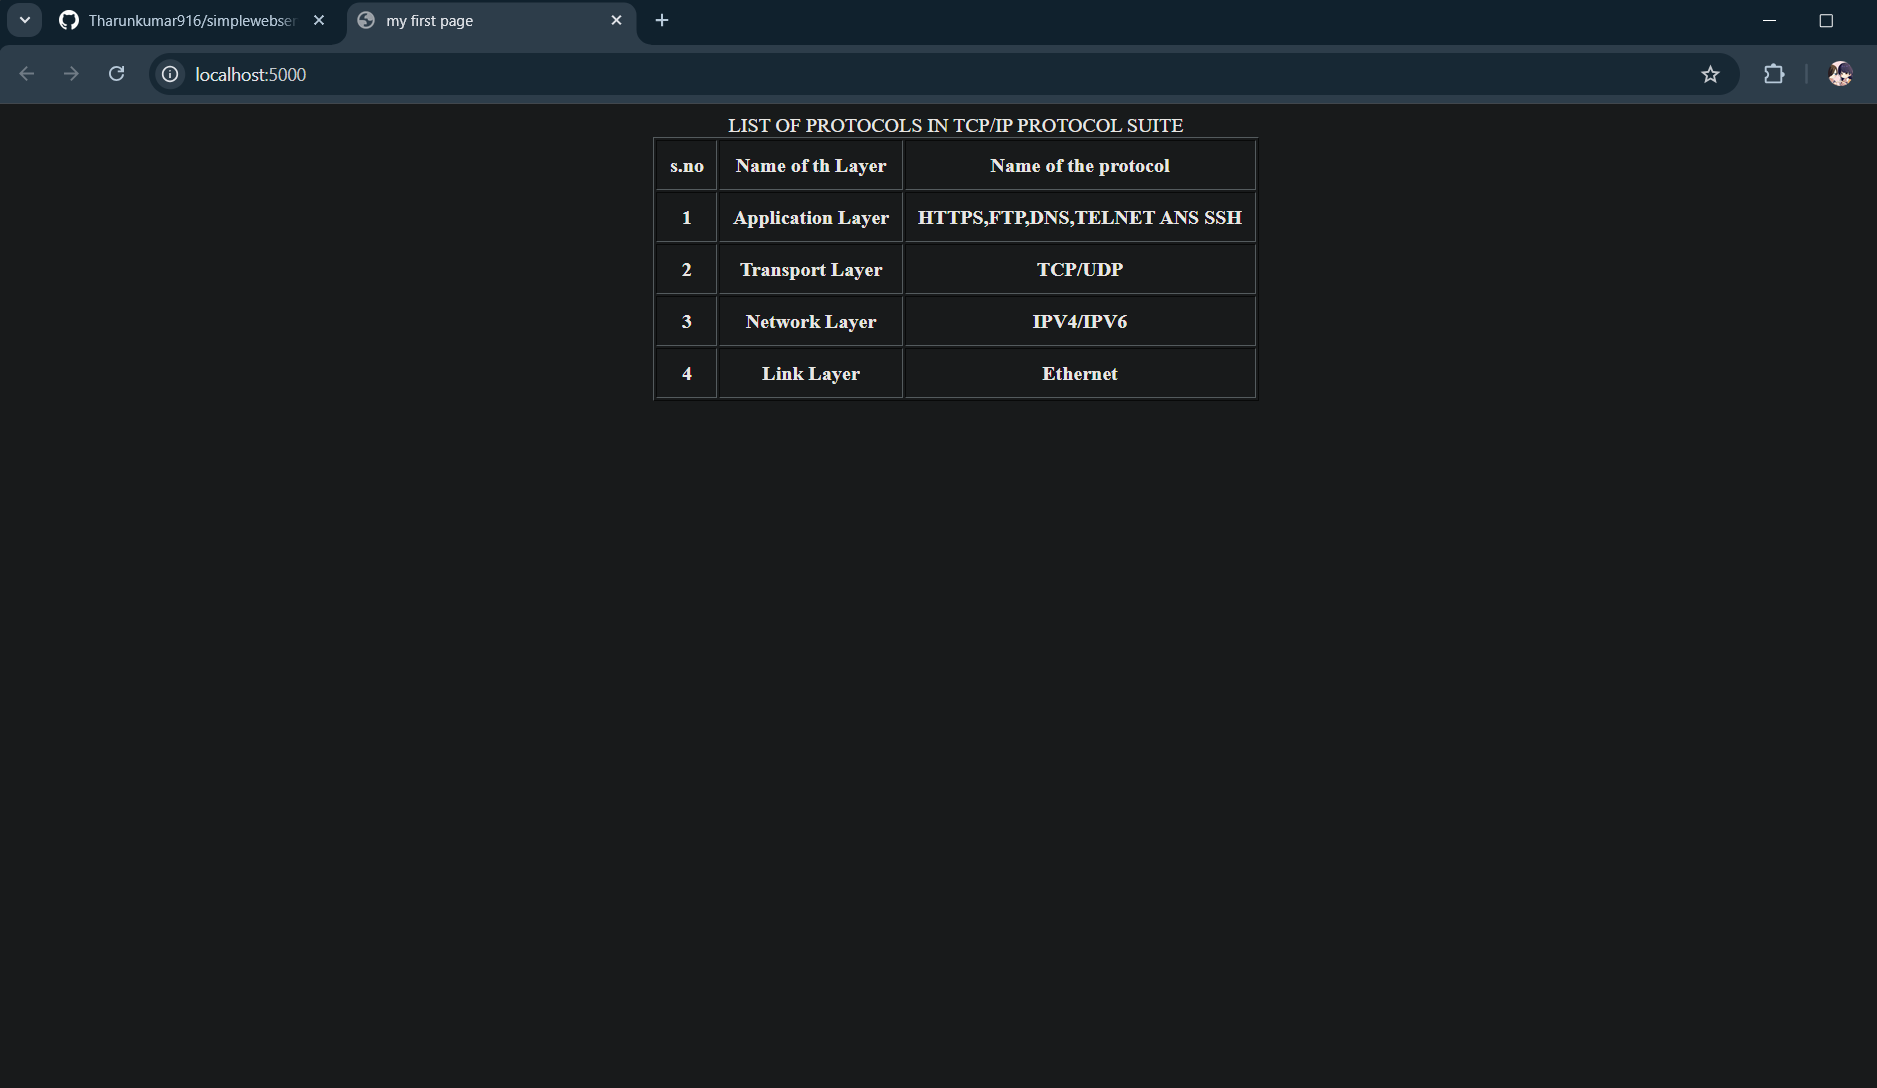 Tharunkumar916/simplewebser
my first page
localhost:5000
LIST OF PROTOCOLS IN TCP/IP PROTOCOL SUITE
s.no Name of th Layer Name of the protocol
1 Application Layer HTTPS,FTP,DNS,TELNET ANS SSH
2 Transport Layer TCP/UDP
3 Network Layer IPV4/IPV6
4 Link Layer Ethernet